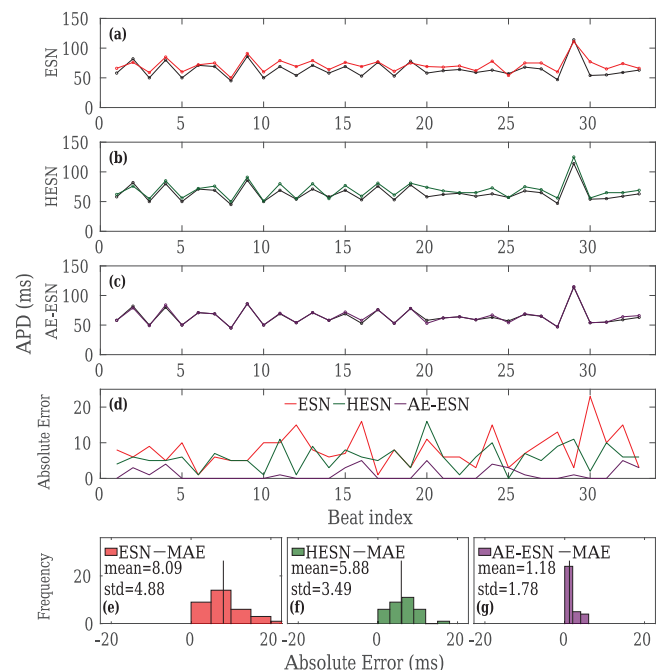 150
(a)
100
50
0
ESN
0 5 10 15 20 25 30
150
(b)
100
50
0
HESN
0 5 10 15 20 25 30
150
(c)
100
50
0
APD (ms)
AE-ESN
0 5 10 15 20 25 30
(d)
ESN HESN AE-ESN
20
10
0
Absolute Error
0 5 10 15 20 25 30
Beat index
Frequency
20
0
ESN−MAE
mean=8.09
std=4.88
(e)
-20 0 20
HESN−MAE
mean=5.88
std=3.49
(f)
0 20
AE-ESN−MAE
mean=1.18
std=1.78
(g)
-20 0 20
Absolute Error (ms)